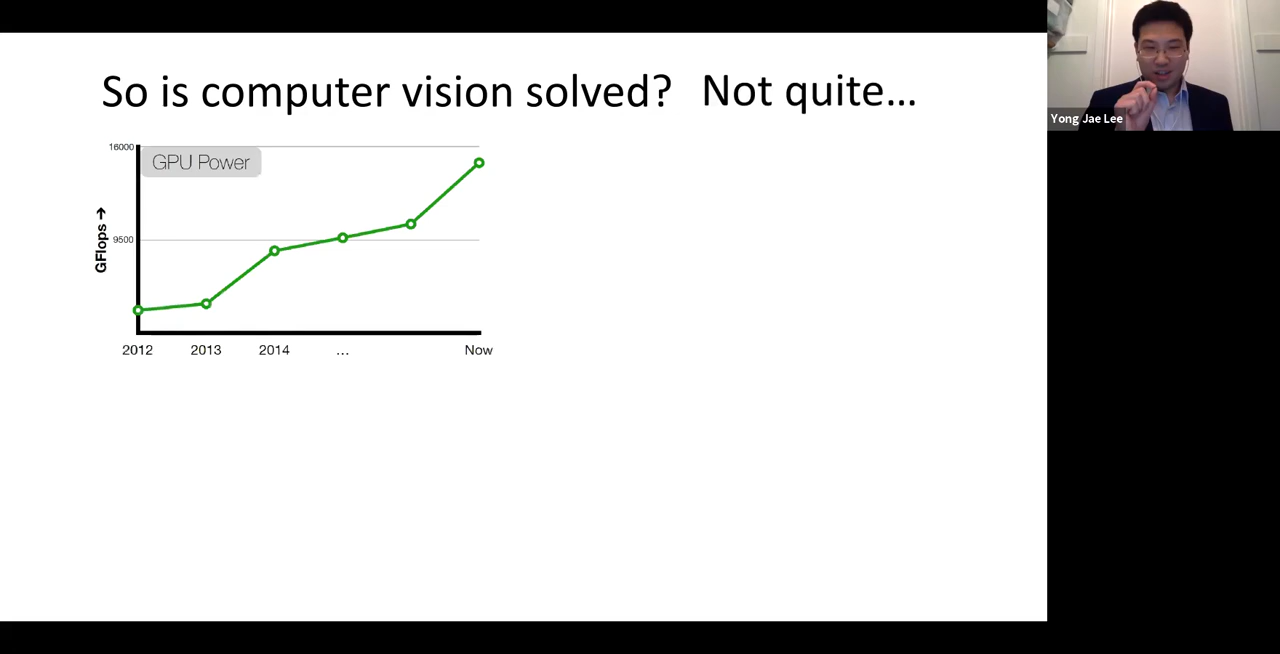 So is computer vision solved? Not quite...
16000
GPU Power
GFlops →
9500
2012 2013 2014 ... Now
Yong Jae Lee